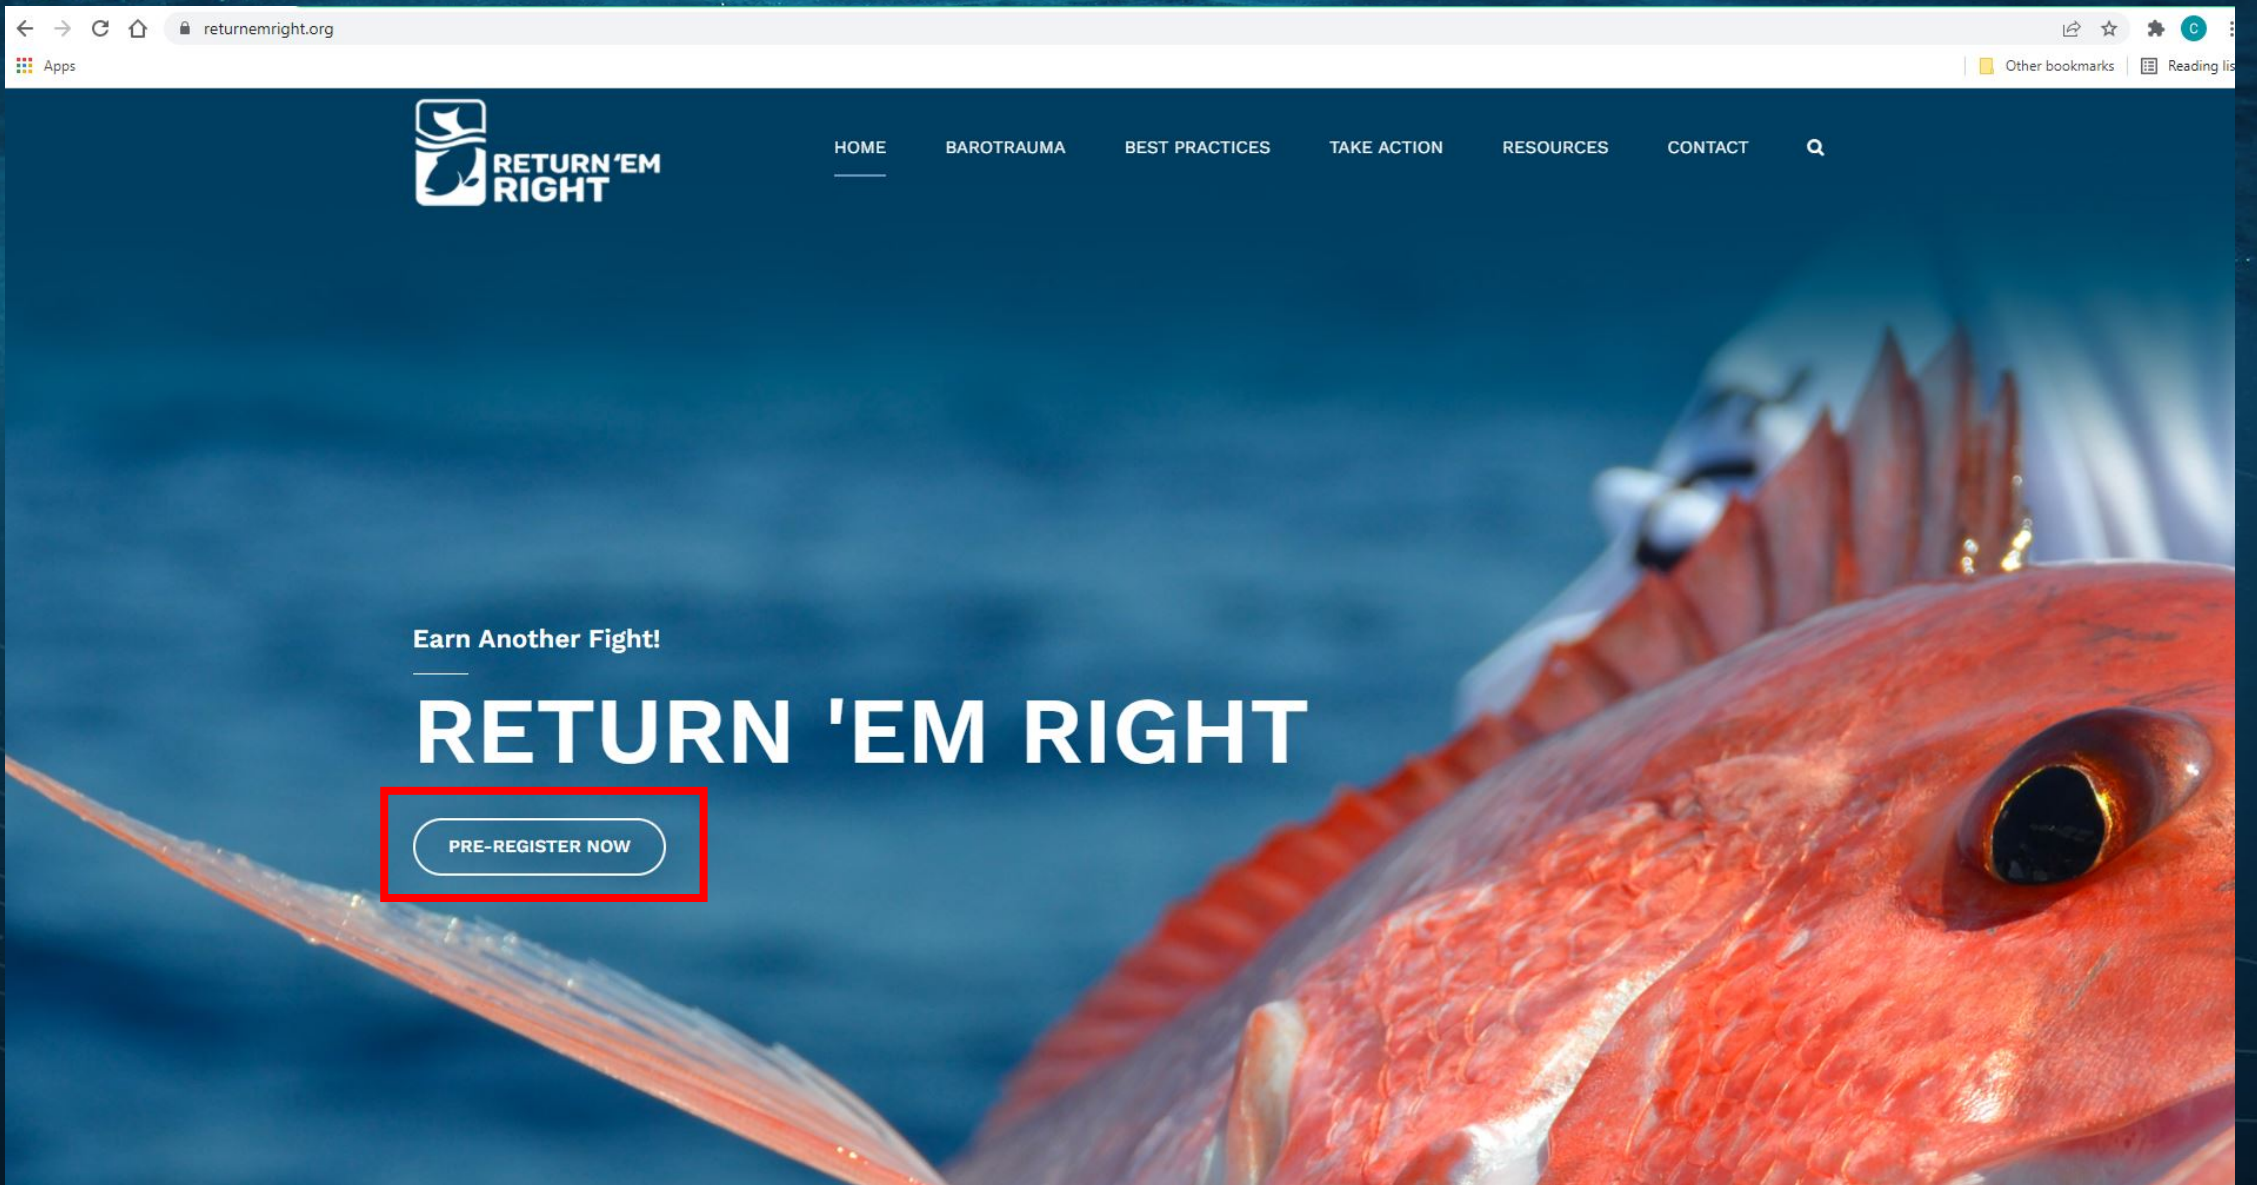 returnemright.org
C
Apps
Other bookmarks
Reading lis
RETURN 'EM
RIGHT
HOME
BAROTRAUMA
BEST PRACTICES
TAKE ACTION
RESOURCES
CONTACT
Earn Another Fight!
RETURN 'EM RIGHT
PRE-REGISTER NOW